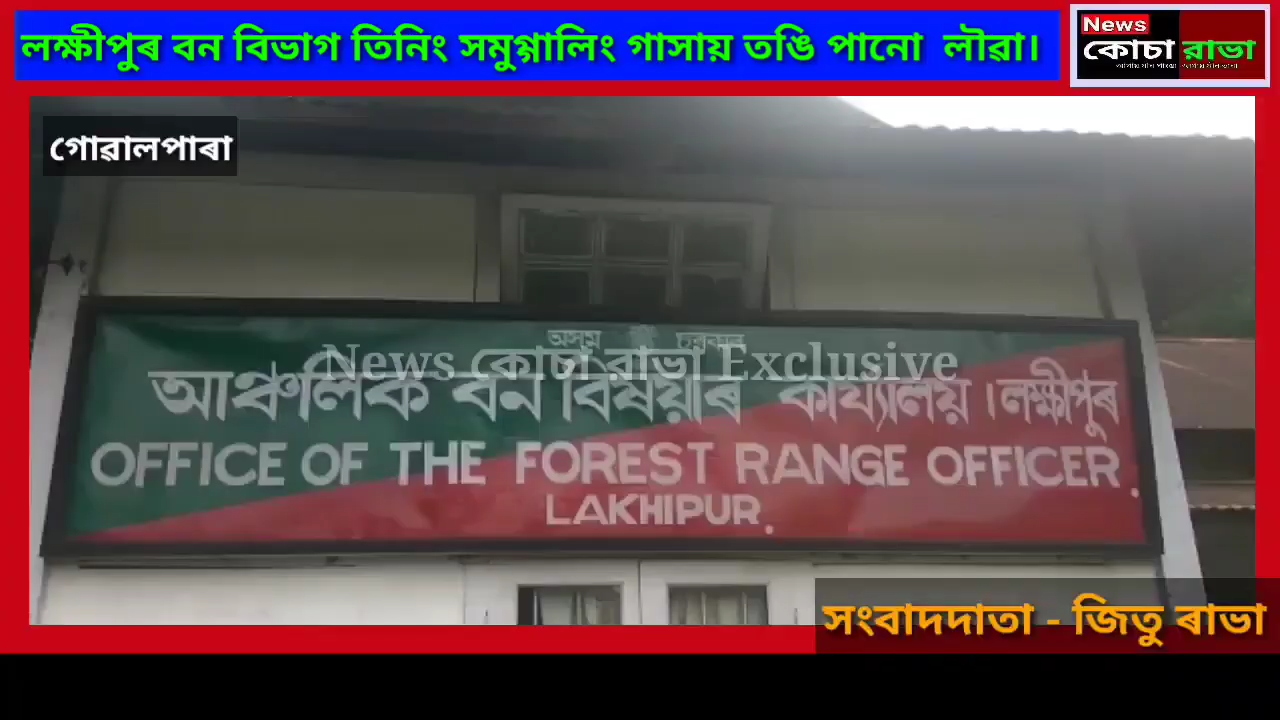 লক্ষীপুৰ বন বিভাগ তিনিং সমুগ্গালিং গাসায় তঙি পানো লৗৱা।
News
কোচা ৰাভা
গোৱালপাৰা
অসম চৰকাৰ
News কোচা ৰাভা Exclusive
আঞ্চলিক বন বিষয়াৰ কাৰ্য্যালয়।লক্ষীপুৰ
OFFICE OF THE FOREST RANGE OFFICER.
LAKHIPUR.
সংবাদদাতা - জিতু ৰাভা